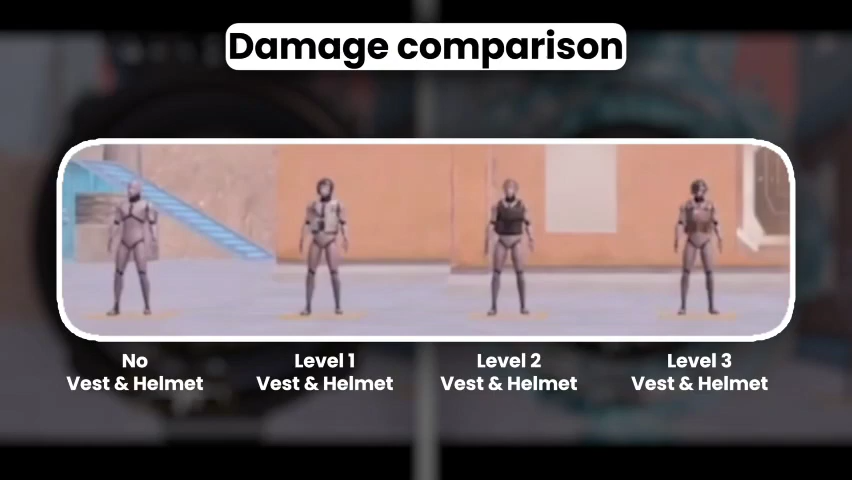 Damage comparison
No
Vest & Helmet
Level 1
Vest & Helmet
Level 2
Vest & Helmet
Level 3
Vest & Helmet